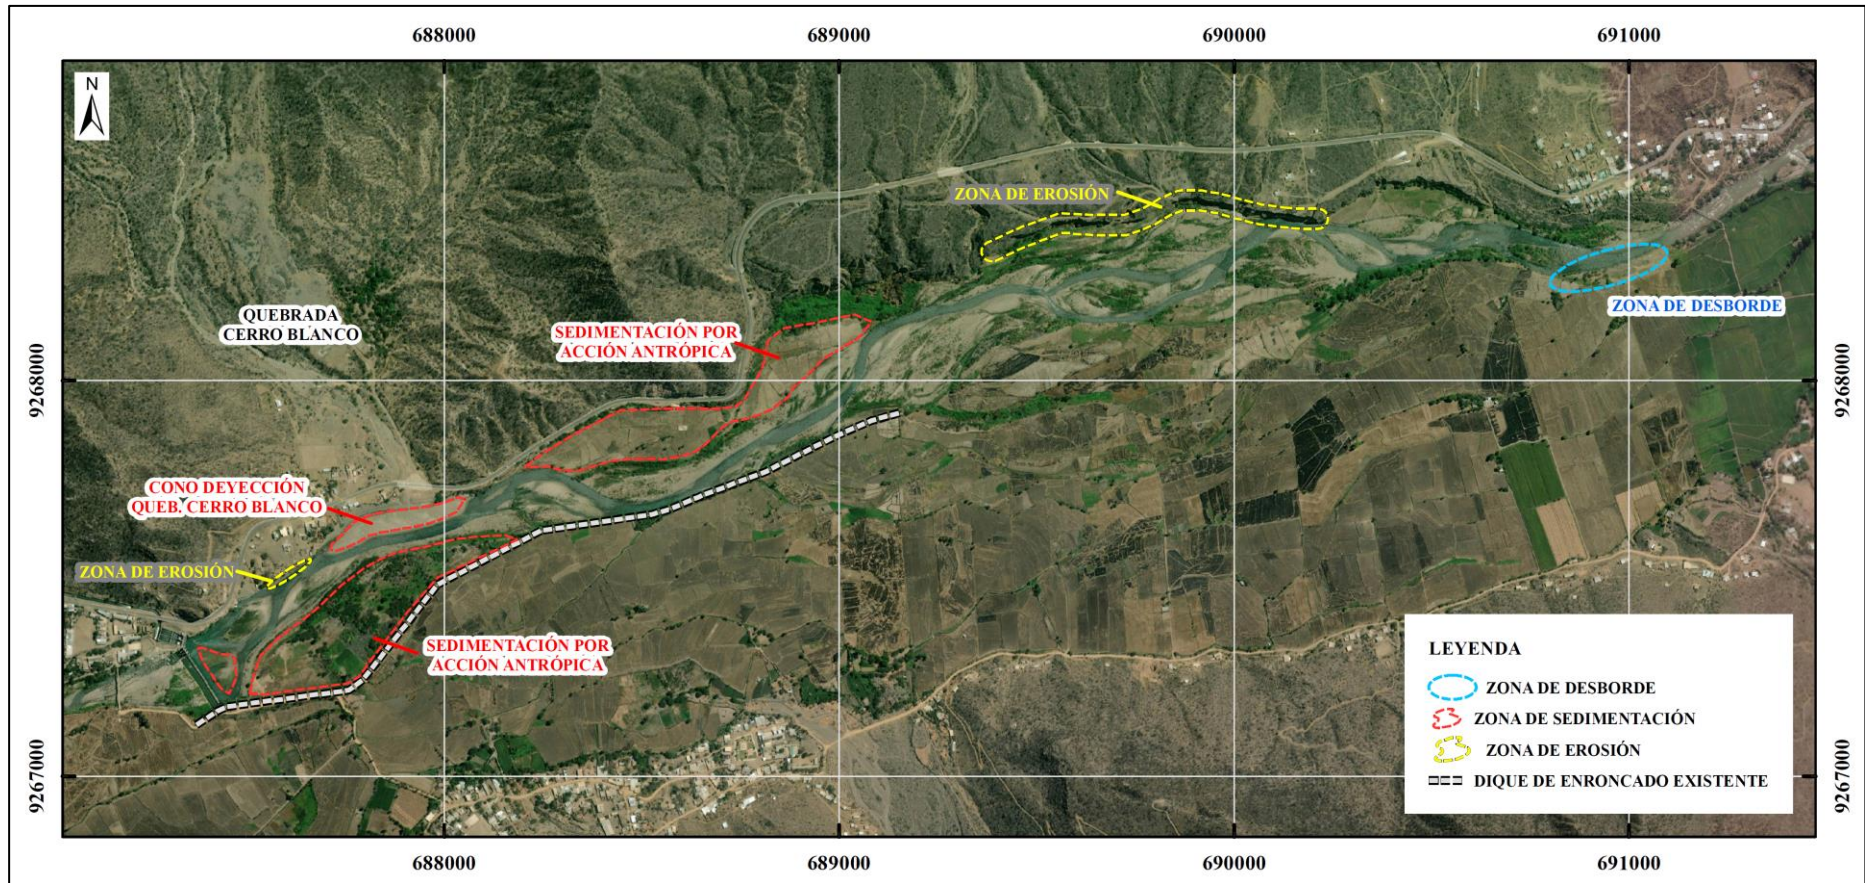 688000
689000
690000
691000
N
ZONA DE EROSIÓN
ZONA DE DESBORDE
QUEBRADA
CERRO BLANCO
SEDIMENTACIÓN POR
ACCIÓN ANTRÓPICA
9268000
9268000
CONO DEYECCIÓN
QUEB. CERRO BLANCO
ZONA DE EROSIÓN
SEDIMENTACIÓN POR
ACCIÓN ANTRÓPICA
LEYENDA
ZONA DE DESBORDE
ZONA DE SEDIMENTACIÓN
ZONA DE EROSIÓN
DIQUE DE ENRONCADO EXISTENTE
9267000
9267000
688000
689000
690000
691000